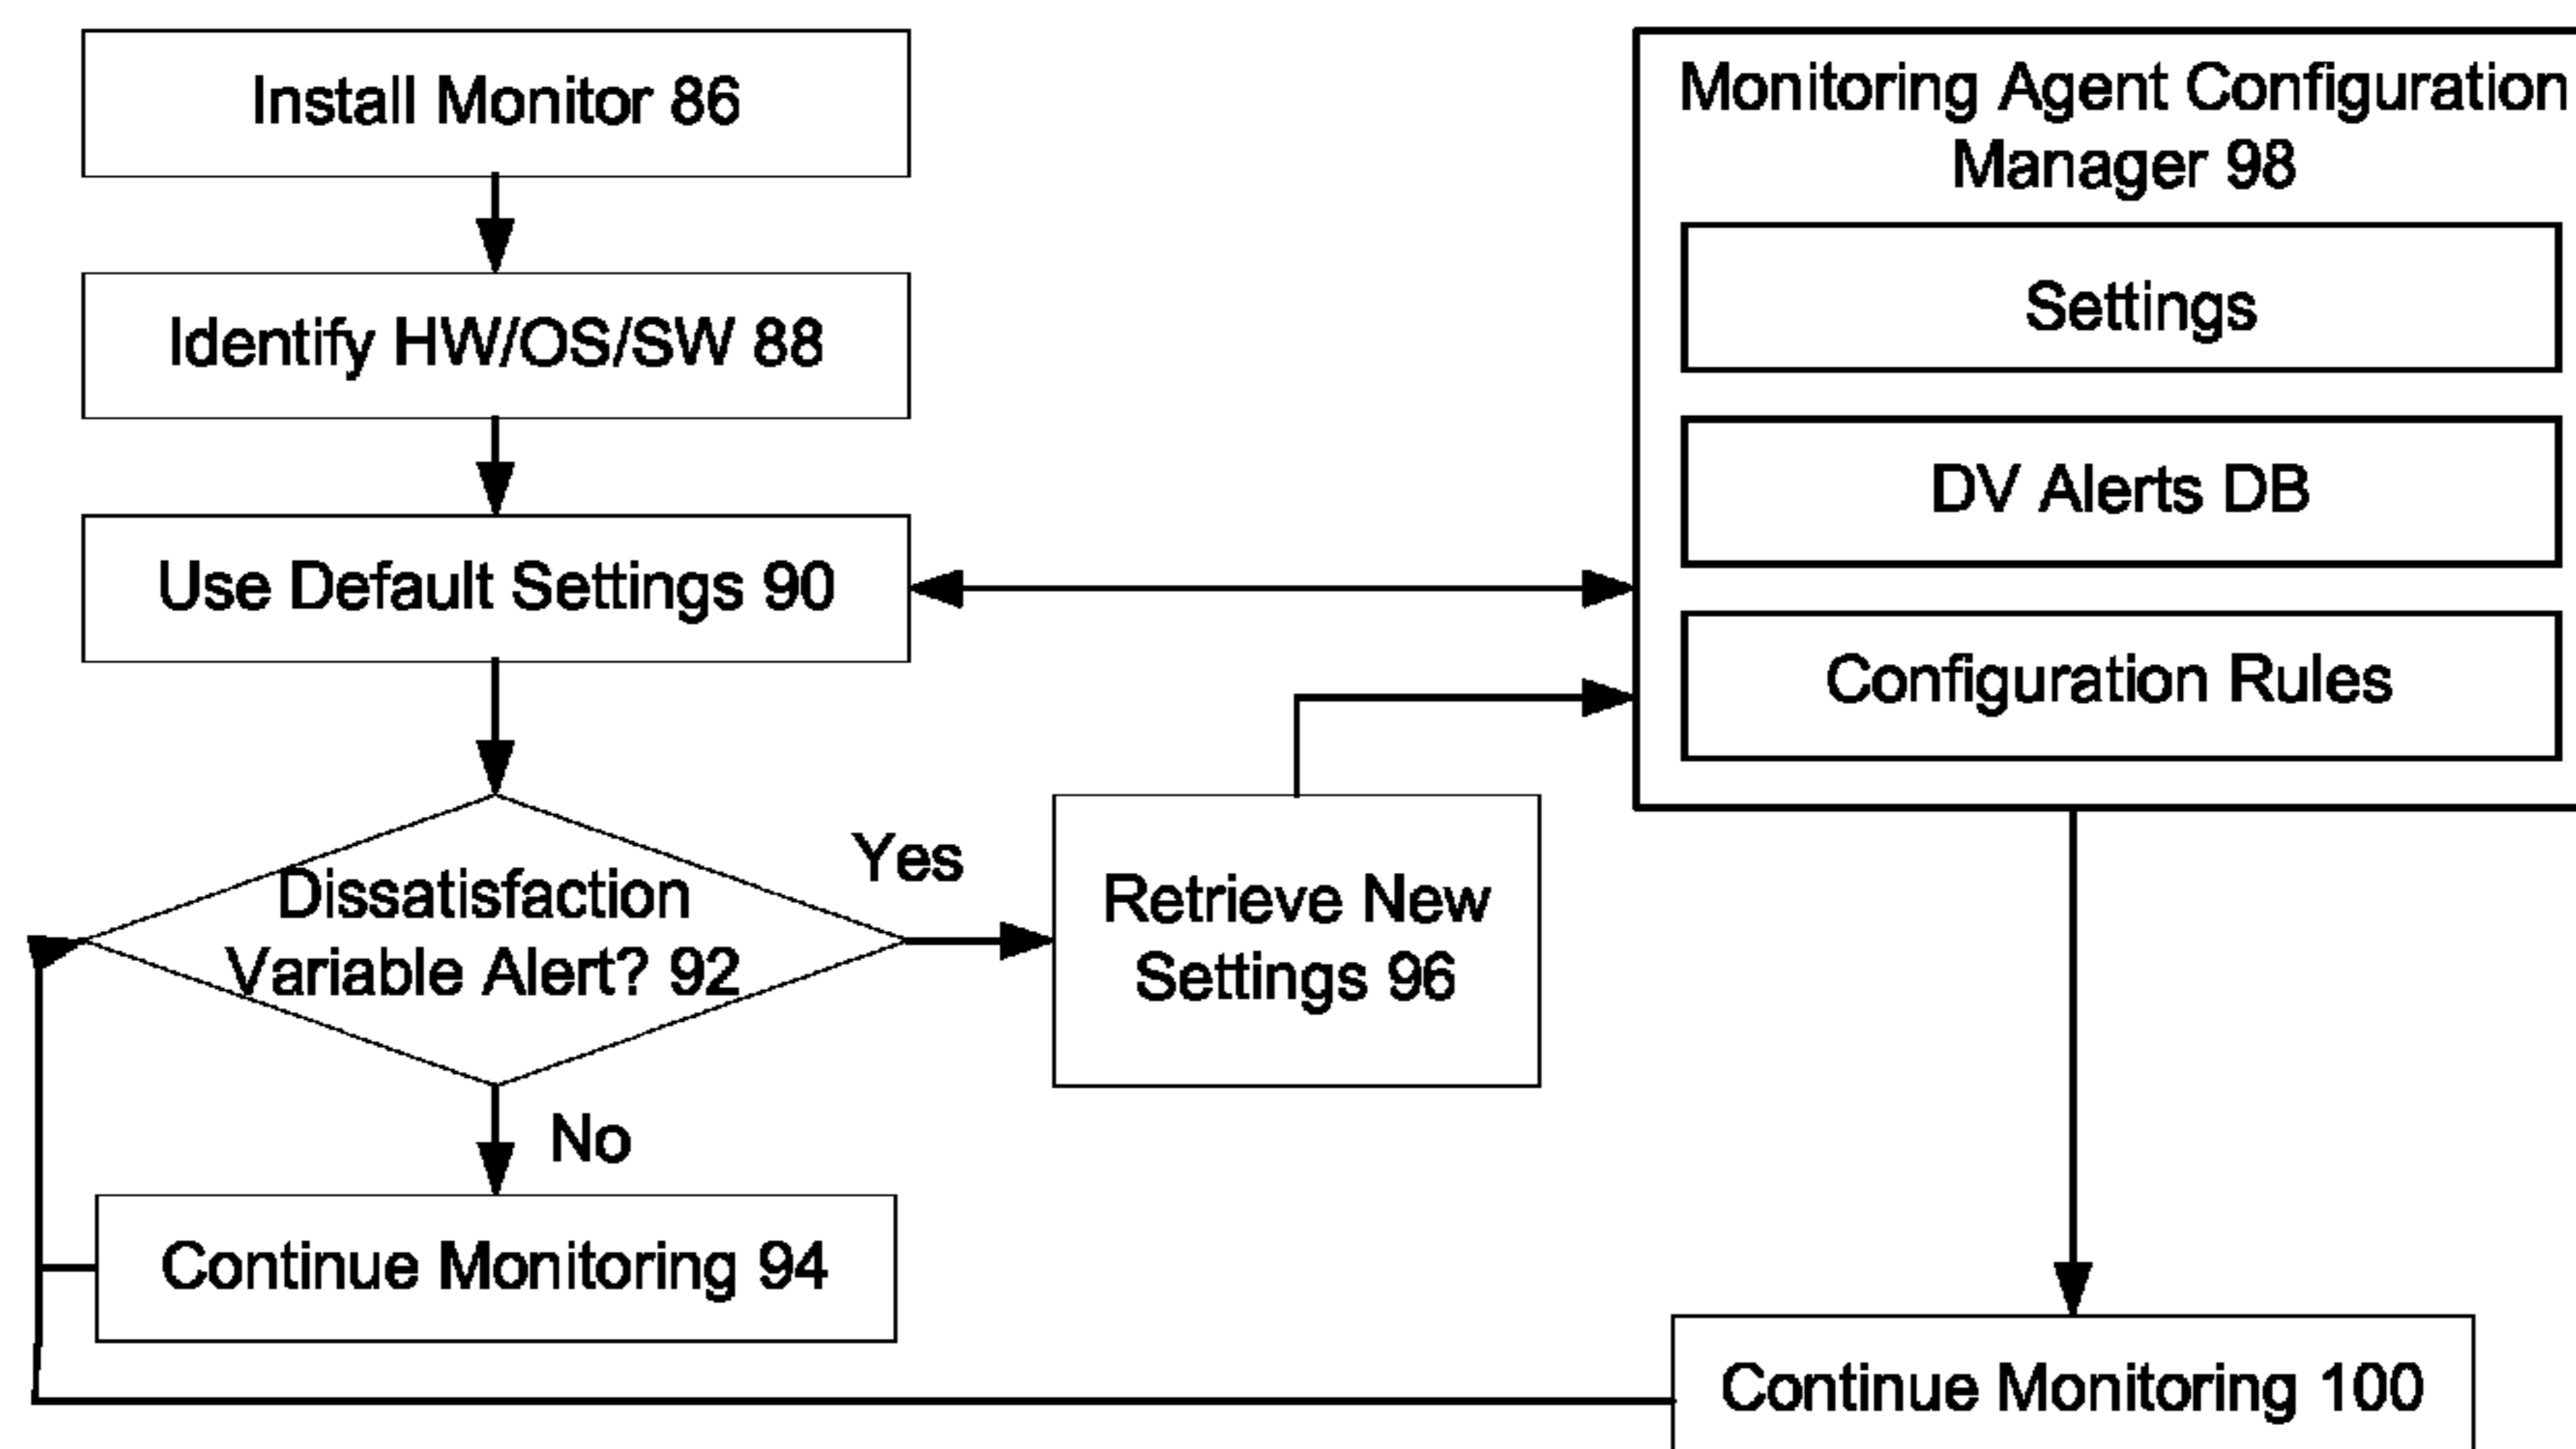 Install Monitor 86
Identify HW/OS/SW 88
Use Default Settings 90
Dissatisfaction
Variable Alert? 92
Yes
No
Continue Monitoring 94
Retrieve New
Settings 96
Monitoring Agent Configuration
Manager 98
Settings
DV Alerts DB
Configuration Rules
Continue Monitoring 100